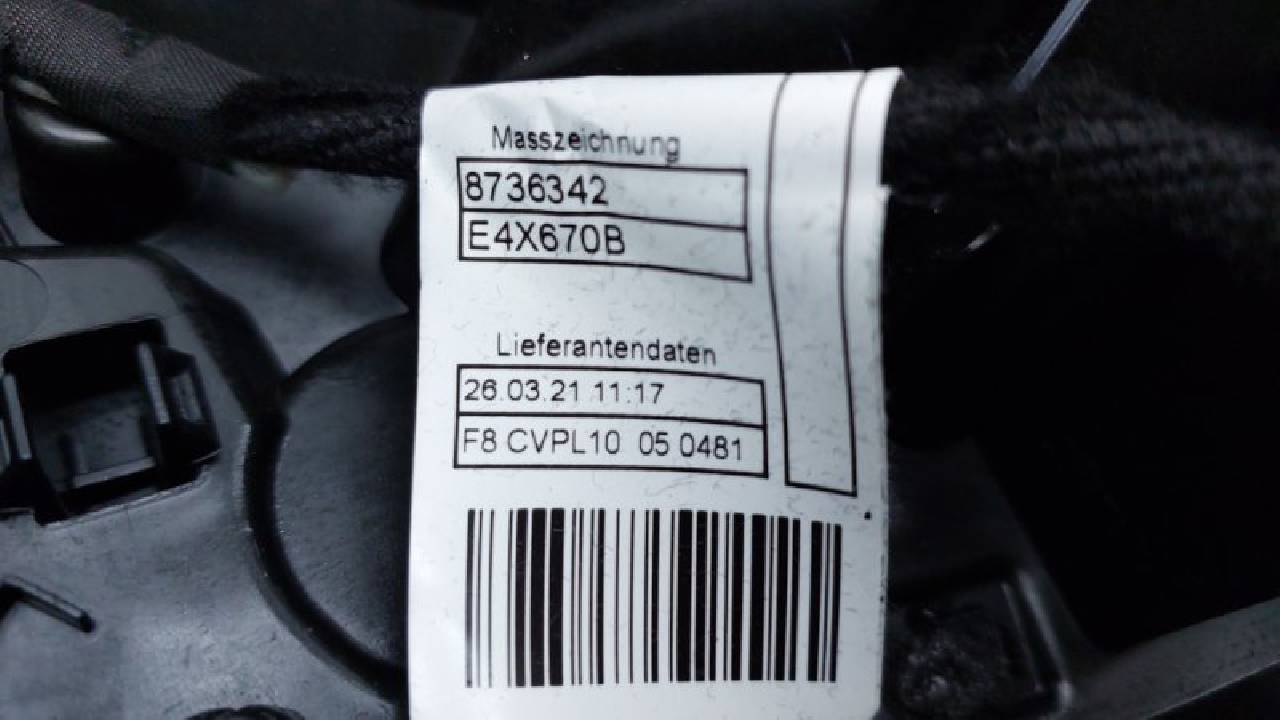 Masszeichnung
8736342
E4X670B
Lieferantendaten
26.03.21 11:17
F8 CVPL10 05 0481